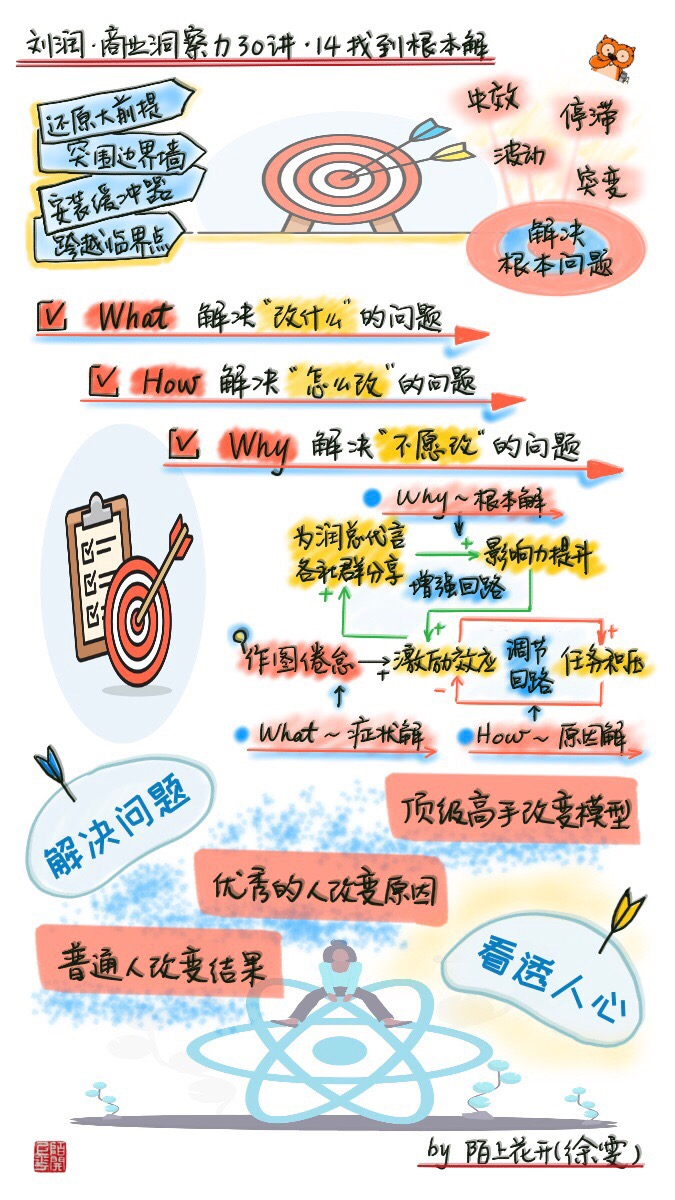 刘润·商业洞察力30讲·14找到根本解
还原大前提
突围边界墙
安装缓冲器
跨越临界点
失效
停滞
波动
突变
解决
根本问题
What 解决“改什么”的问题
How 解决“怎么改”的问题
Why 解决“不愿改”的问题
Why~根本解
为润总代言
各社群分享
+
影响力提升
增强回路
+
+
作图倦怠
+
激励效应
调节
回路
+
任务积压
-
What~症状解
How~原因解
解决问题
顶级高手改变模型
优秀的人改变原因
普通人改变结果
看透人心
by 陌上花开(徐雯)